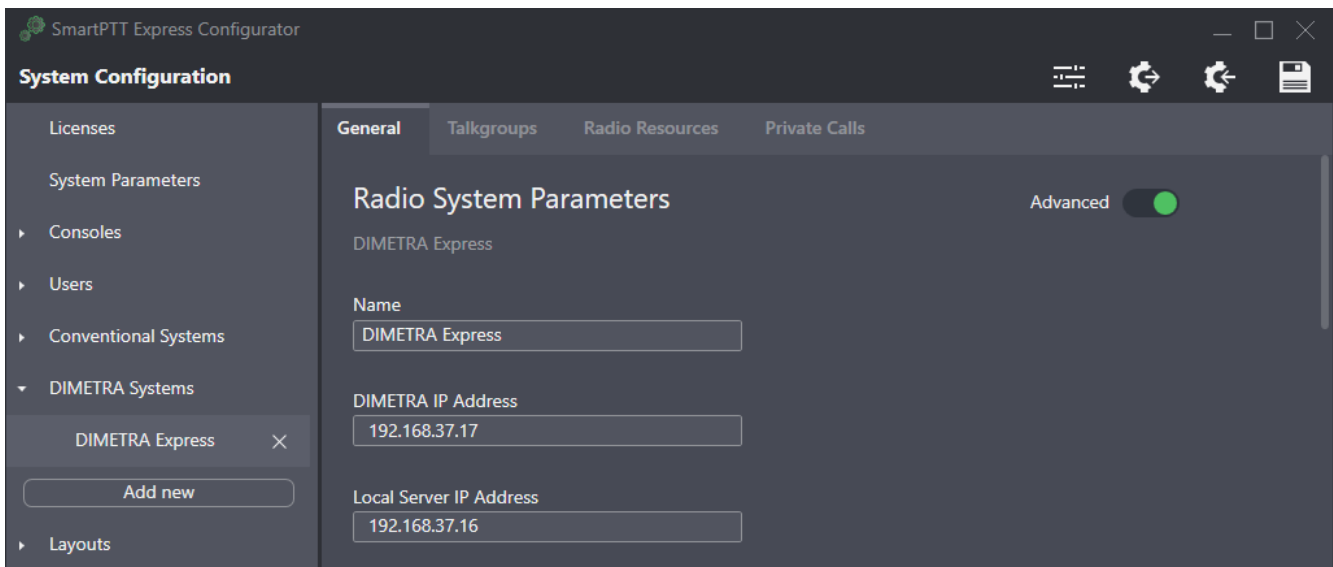 SmartPTT Express Configurator
System Configuration
Licenses
System Parameters
Consoles
Users
Conventional Systems
DIMETRA Systems
DIMETRA Express
Add new
Layouts
General Talkgroups Radio Resources Private Calls
Radio System Parameters
Advanced
DIMETRA Express
Name
DIMETRA Express
DIMETRA IP Address
192.168.37.17
Local Server IP Address
192.168.37.16